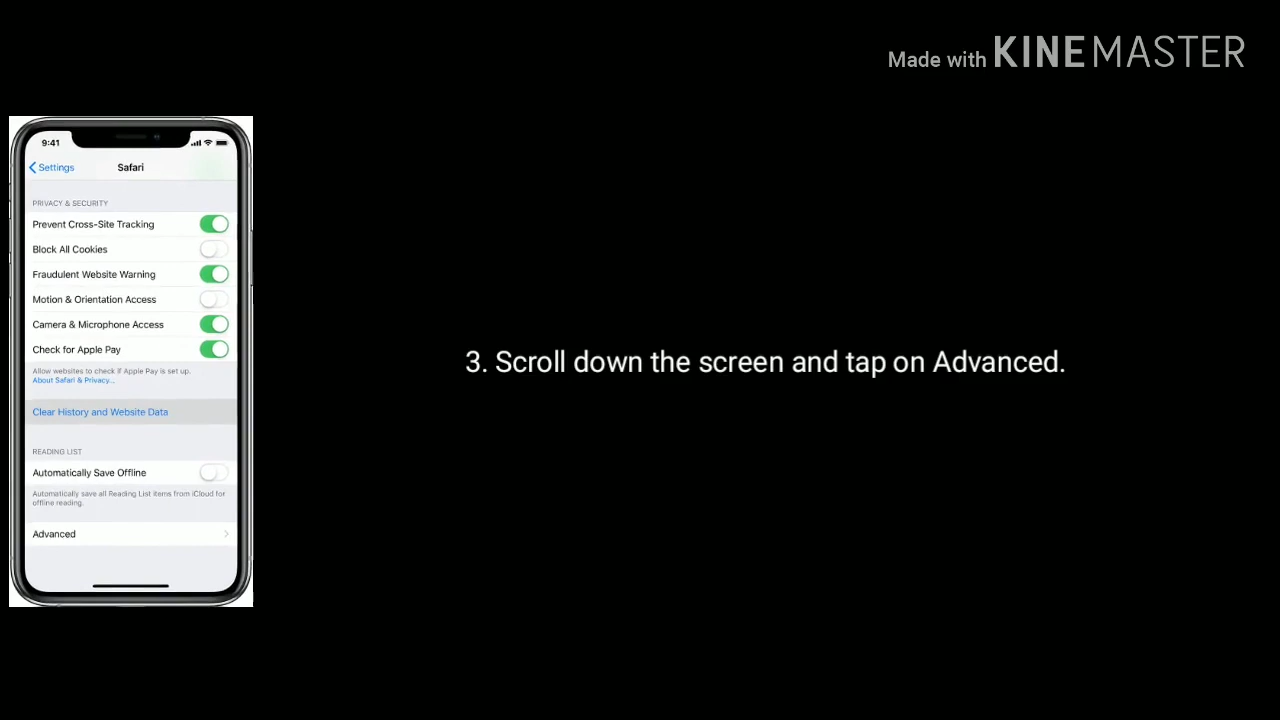 Made with KINEMASTER
9:41
Settings
Safari
PRIVACY & SECURITY
Prevent Cross-Site Tracking
Block All Cookies
Fraudulent Website Warning
Motion & Orientation Access
Camera & Microphone Access
Check for Apple Pay
Allow websites to check if Apple Pay is set up.
About Safari & Privacy...
Clear History and Website Data
READING LIST
Automatically Save Offline
Automatically save all Reading List items from iCloud for
offline reading.
Advanced
3. Scroll down the screen and tap on Advanced.